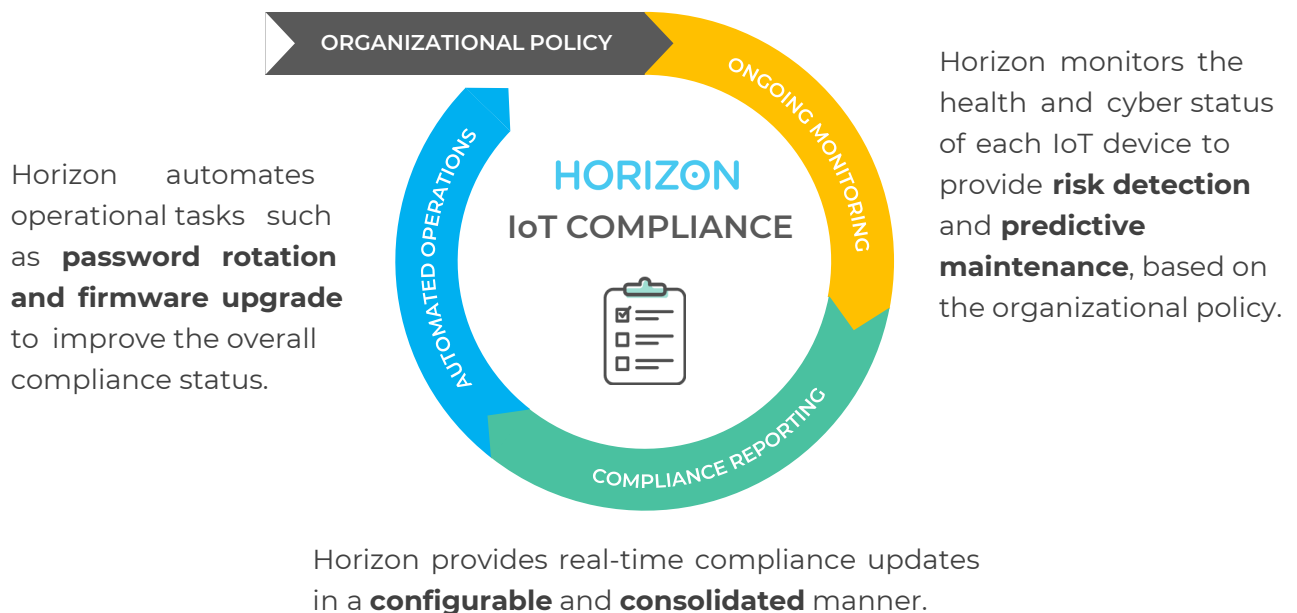 ORGANIZATIONAL POLICY
ONGOING MONITORING
Horizon monitors the
health and cyber status
of each IoT device to
provide risk detection
and predictive
maintenance, based on
the organizational policy.
HORIZON
IoT COMPLIANCE
AUTOMATED OPERATIONS
Horizon automates
operational tasks such
as password rotation
and firmware upgrade
to improve the overall
compliance status.
COMPLIANCE REPORTING
Horizon provides real-time compliance updates
in a configurable and consolidated manner.